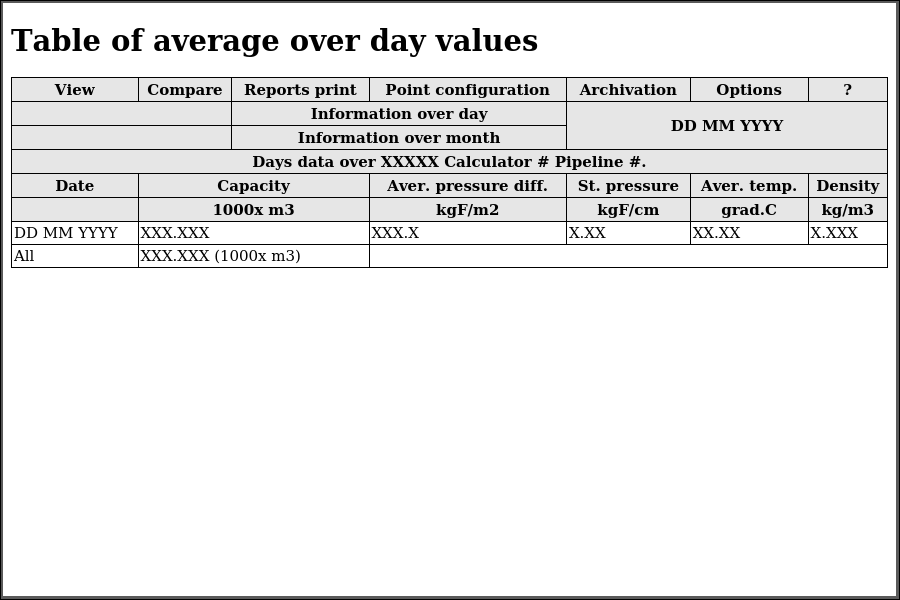 Table of average over day values
View Compare Reports print Point configuration Archivation Options ?
Information over day
DD MM YYYY
Information over month
Days data over XXXXX Calculator # Pipeline #.
Date Capacity Aver. pressure diff. St. pressure Aver. temp. Density
1000x m3 kgF/m2 kgF/cm grad.C kg/m3
DD MM YYYY XXX.XXX XXX.X X.XX XX.XX X.XXX
All XXX.XXX (1000x m3)